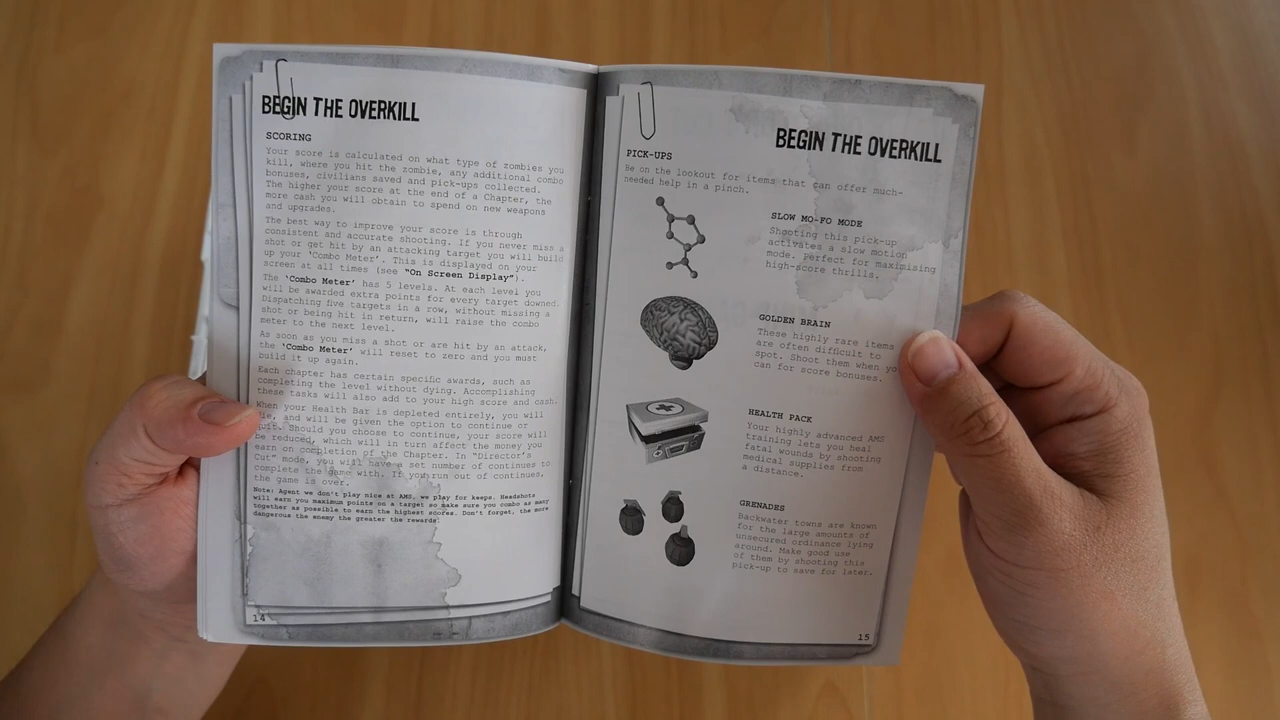 BEGIN THE OVERKILL
SCORING
Your score is calculated on what type of zombies you
kill, where you hit the zombie, any additional combo
bonuses, civilians saved and pick-ups collected.
The higher your score at the end of a Chapter, the
more cash you will obtain to spend on new weapons
and upgrades.
The best way to improve your score is through
consistent and accurate shooting. If you never miss a
shot or get hit by an attacking target you will build
up your 'Combo Meter'. This is displayed on your
screen at all times (see "On Screen Display").
The 'Combo Meter' has 5 levels. At each level you
will be awarded extra points for every target downed.
Dispatching five targets in a row, without missing a
shot or being hit in return, will raise the combo
meter to the next level.
As soon as you miss a shot or are hit by an attack,
the 'Combo Meter' will reset to zero and you must
build it up again.
Each chapter has certain specific awards, such as
completing the level without dying. Accomplishing
these tasks will also add to your high score and cash.
When your Health Bar is depleted entirely, you will
die, and will be given the option to continue or
quit. Should you choose to continue, your score will
be reduced, which will in turn affect the money you
earn on completion of the Chapter. In "Director's
Cut" mode, you will have a set number of continues to
complete the game with. If you run out of continues,
the game is over.
Note: Agent we don't play nice at AMS, we play for keeps. Headshots
will earn you maximum points on a target so make sure you combo as many
together as possible to earn the highest scores. Don't forget, the more
dangerous the enemy the greater the rewards.
14
BEGIN THE OVERKILL
PICK-UPS
Be on the lookout for items that can offer much-
needed help in a pinch.
SLOW MO-FO MODE
Shooting this pick-up
activates a slow motion
mode. Perfect for maximising
high-score thrills.
GOLDEN BRAIN
These highly rare items
are often difficult to
spot. Shoot them when yo
can for score bonuses.
HEALTH PACK
Your highly advanced AMS
training lets you heal
fatal wounds by shooting
medical supplies from
a distance.
GRENADES
Backwater towns are known
for the large amounts of
unsecured ordinance lying
around. Make good use
of them by shooting this
pick-up to save for later.
15